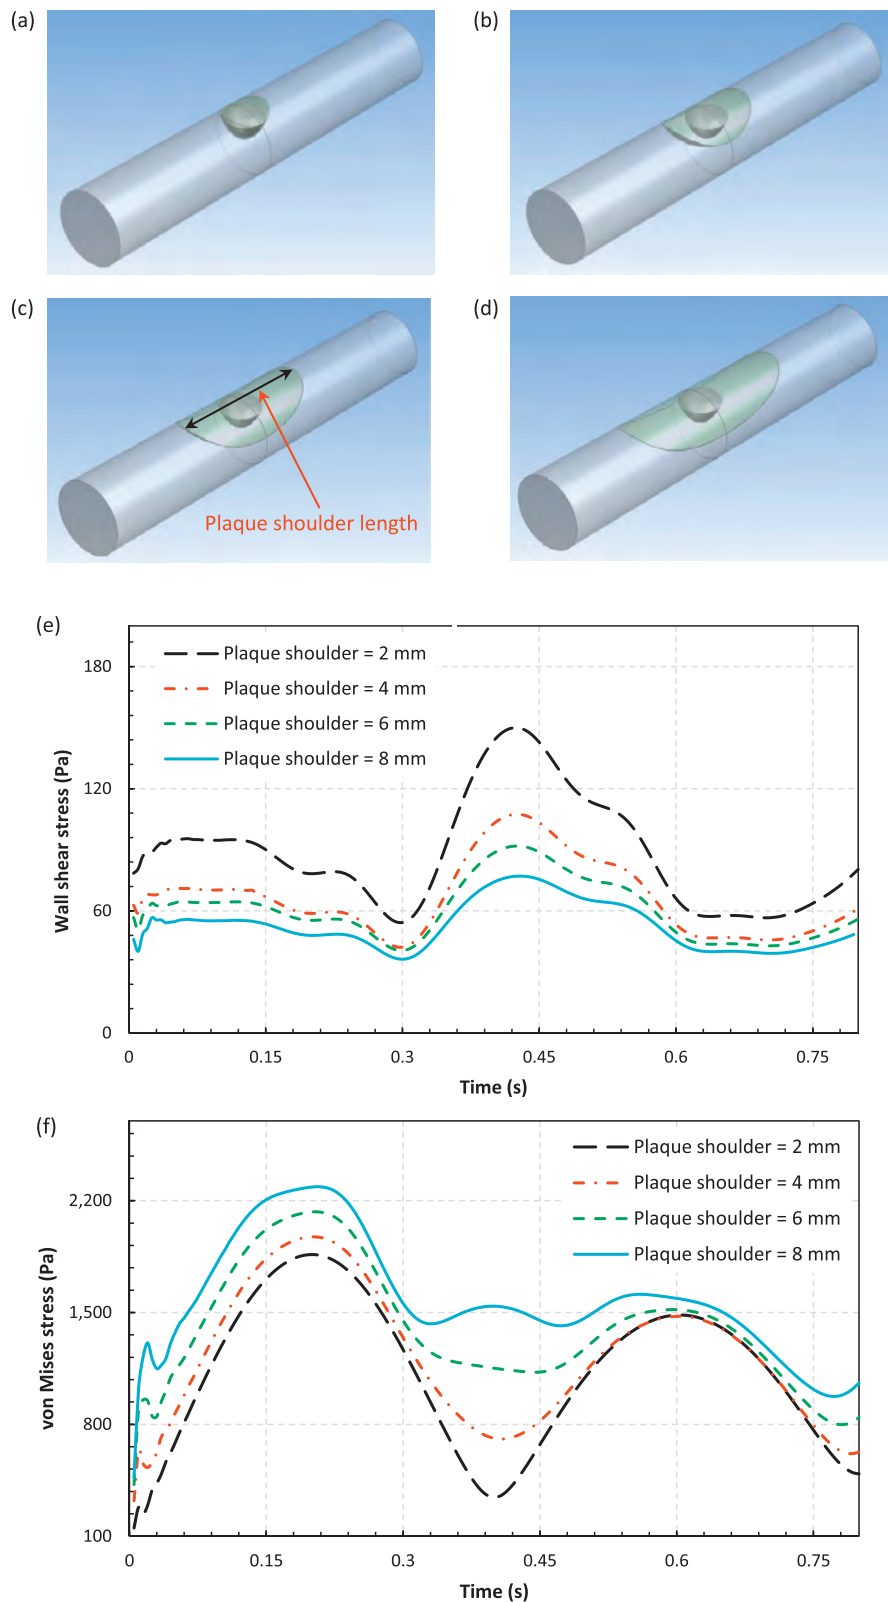 (a)
(b)
(c)
(d)
Plaque shoulder length
(e)
Plaque shoulder = 2 mm
Plaque shoulder = 4 mm
Plaque shoulder = 6 mm
Plaque shoulder = 8 mm
Wall shear stress (Pa)
180
120
60
0
0 0.15 0.3 0.45 0.6 0.75
Time (s)
(f)
Plaque shoulder = 2 mm
Plaque shoulder = 4 mm
Plaque shoulder = 6 mm
Plaque shoulder = 8 mm
von Mises stress (Pa)
2,200
1,500
800
100
0 0.15 0.3 0.45 0.6 0.75
Time (s)